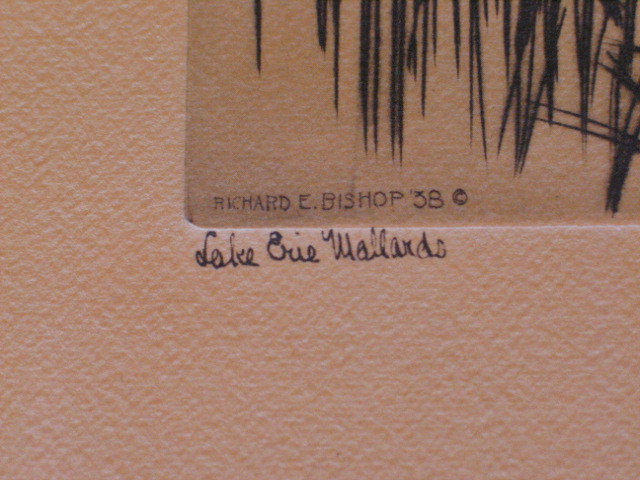 RICHARD E. BISHOP '38 ©
Lake Erie Mallards